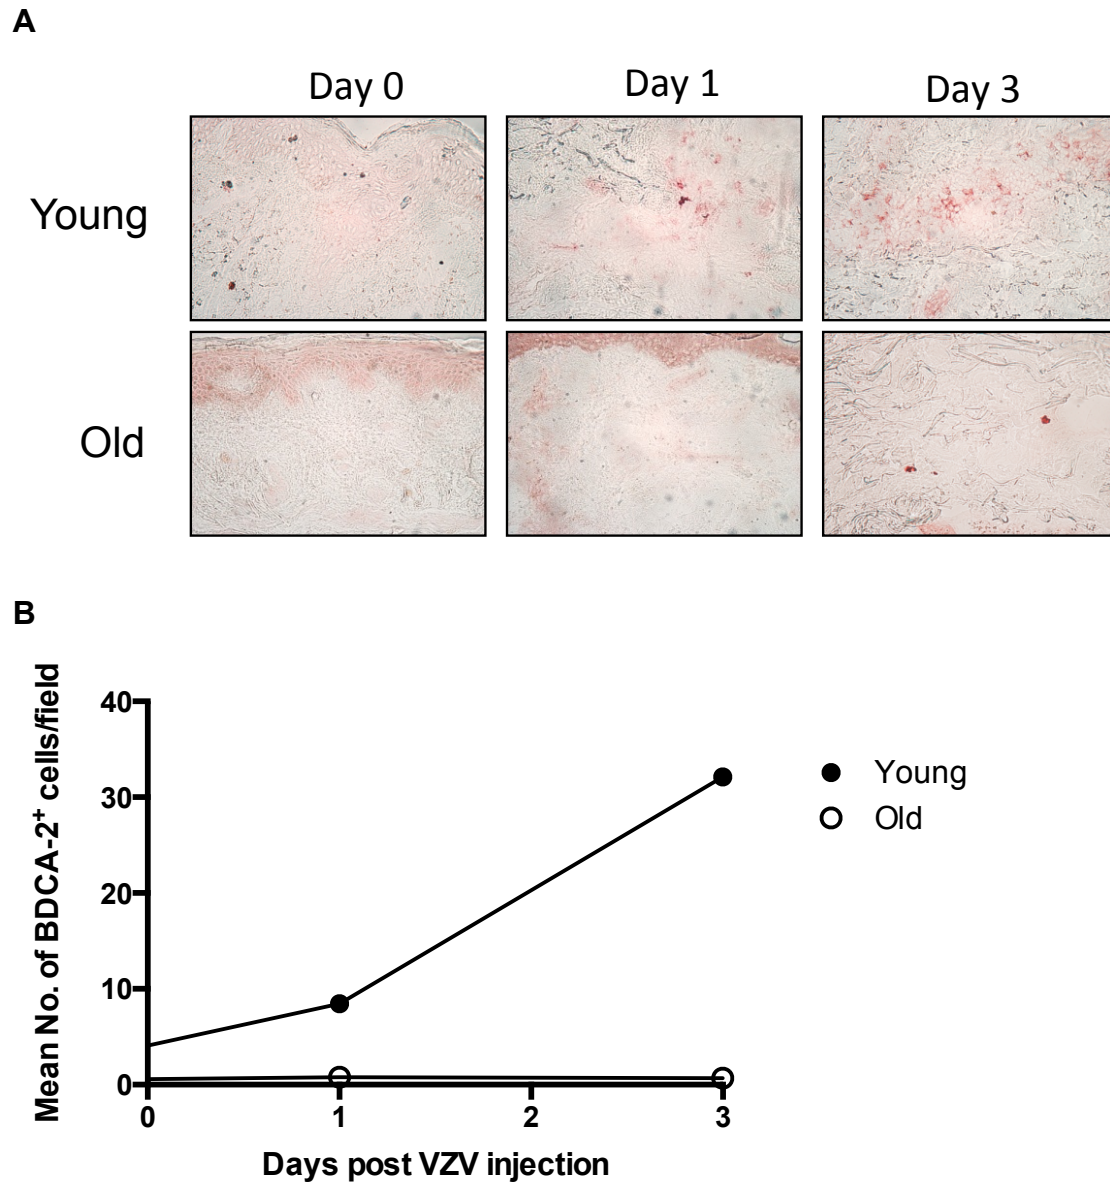 A
Day 0
Day 1
Day 3
Young
Old
B
Mean No. of BDCA-2⁺ cells/field
40
30
20
10
0
0
1
2
3
Days post VZV injection
Young
Old